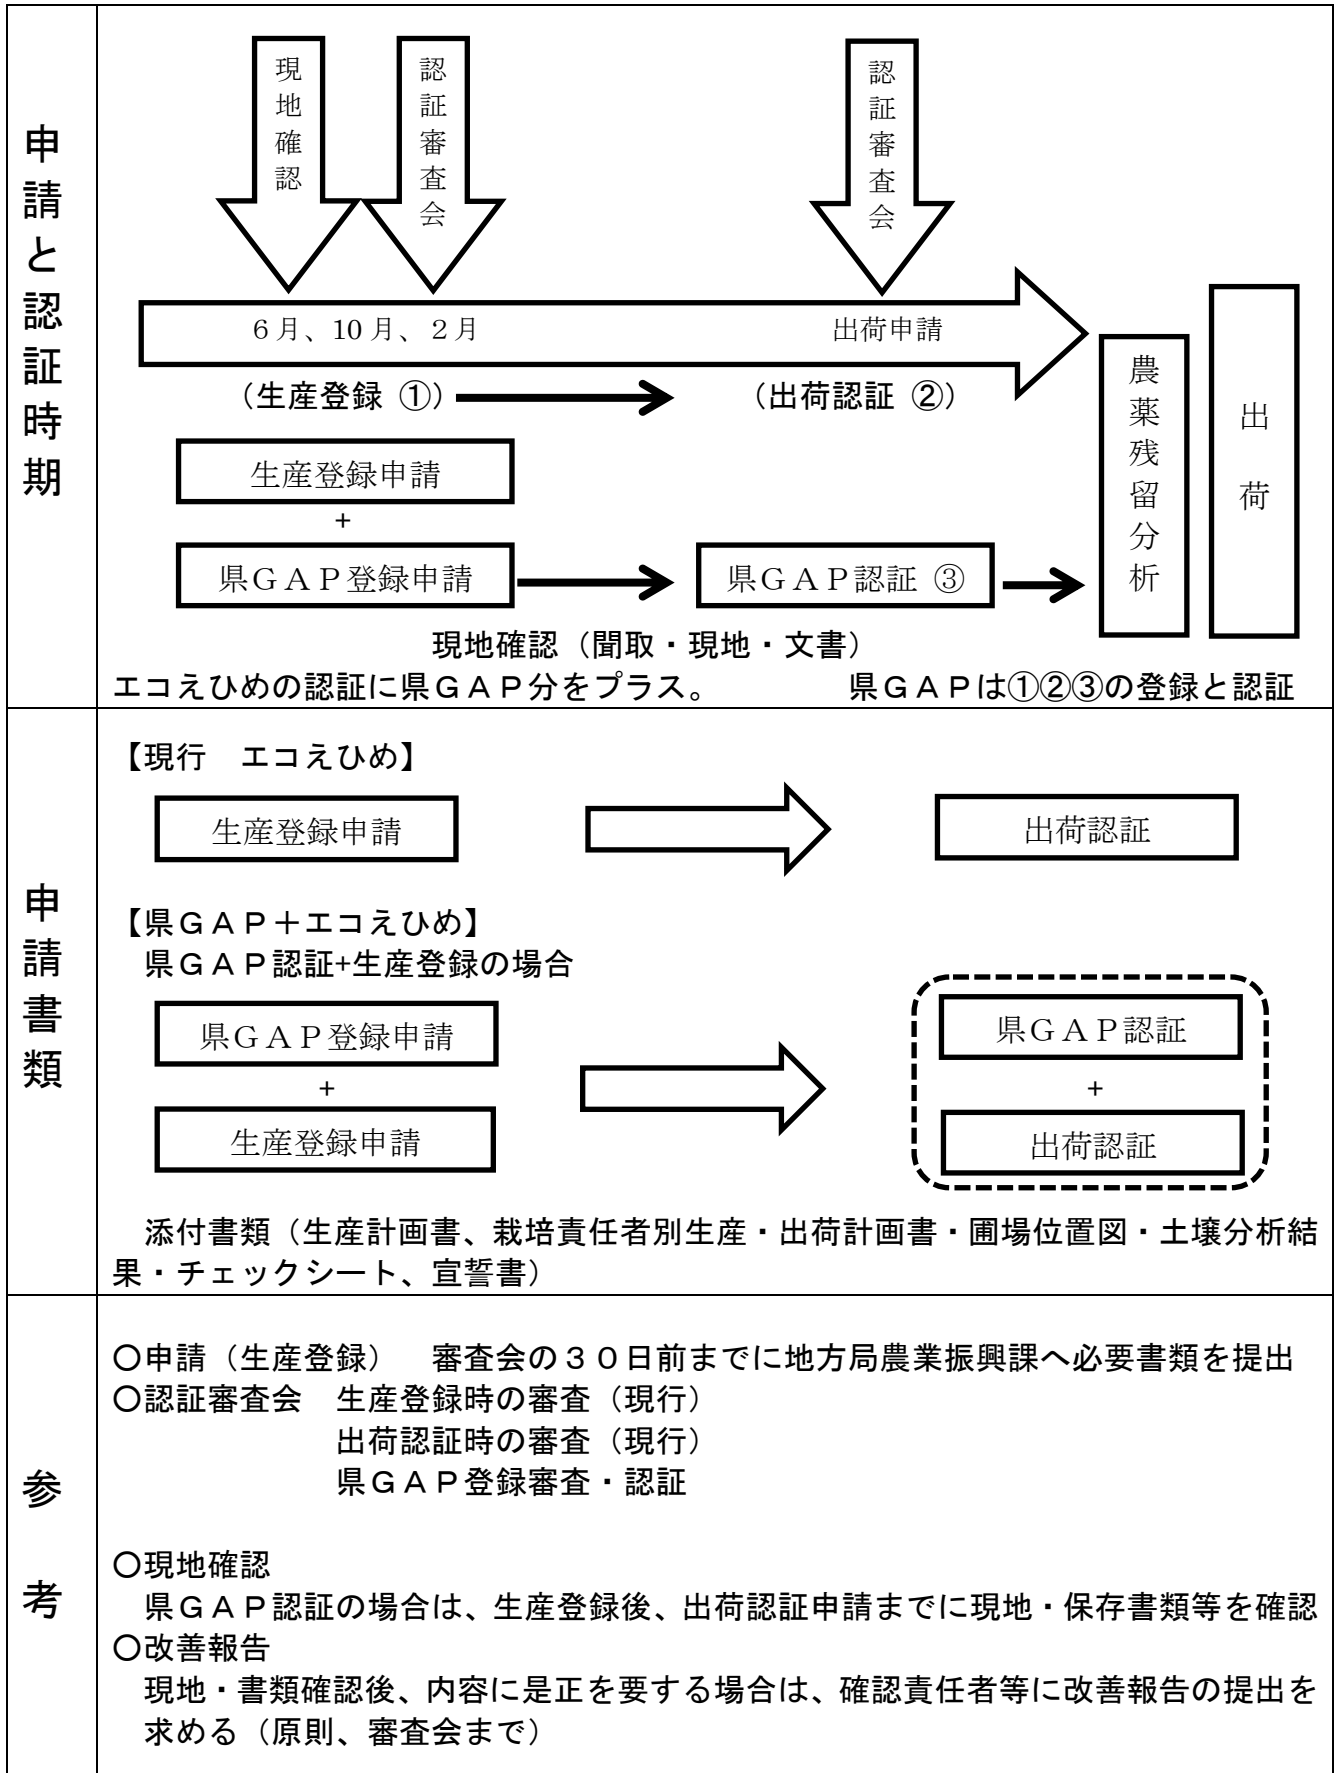 申請と認証時期
現地確認
認証審査会
認証審査会
６月、10月、２月
出荷申請
（生産登録 ①）
（出荷認証 ②）
生産登録申請
+
県ＧＡＰ登録申請
県ＧＡＰ認証 ③
農薬残留分析
出荷
現地確認（聞取・現地・文書）
エコえひめの認証に県ＧＡＰ分をプラス。
県ＧＡＰは①②③の登録と認証
申請書類
【現行　エコえひめ】
生産登録申請
出荷認証
【県ＧＡＰ＋エコえひめ】
県ＧＡＰ認証+生産登録の場合
県ＧＡＰ登録申請
+
生産登録申請
県ＧＡＰ認証
+
出荷認証
添付書類（生産計画書、栽培責任者別生産・出荷計画書・圃場位置図・土壌分析結
果・チェックシート、宣誓書）
参考
〇申請（生産登録）　審査会の３０日前までに地方局農業振興課へ必要書類を提出
〇認証審査会　生産登録時の審査（現行）
出荷認証時の審査（現行）
県ＧＡＰ登録審査・認証
〇現地確認
県ＧＡＰ認証の場合は、生産登録後、出荷認証申請までに現地・保存書類等を確認
〇改善報告
現地・書類確認後、内容に是正を要する場合は、確認責任者等に改善報告の提出を
求める（原則、審査会まで）